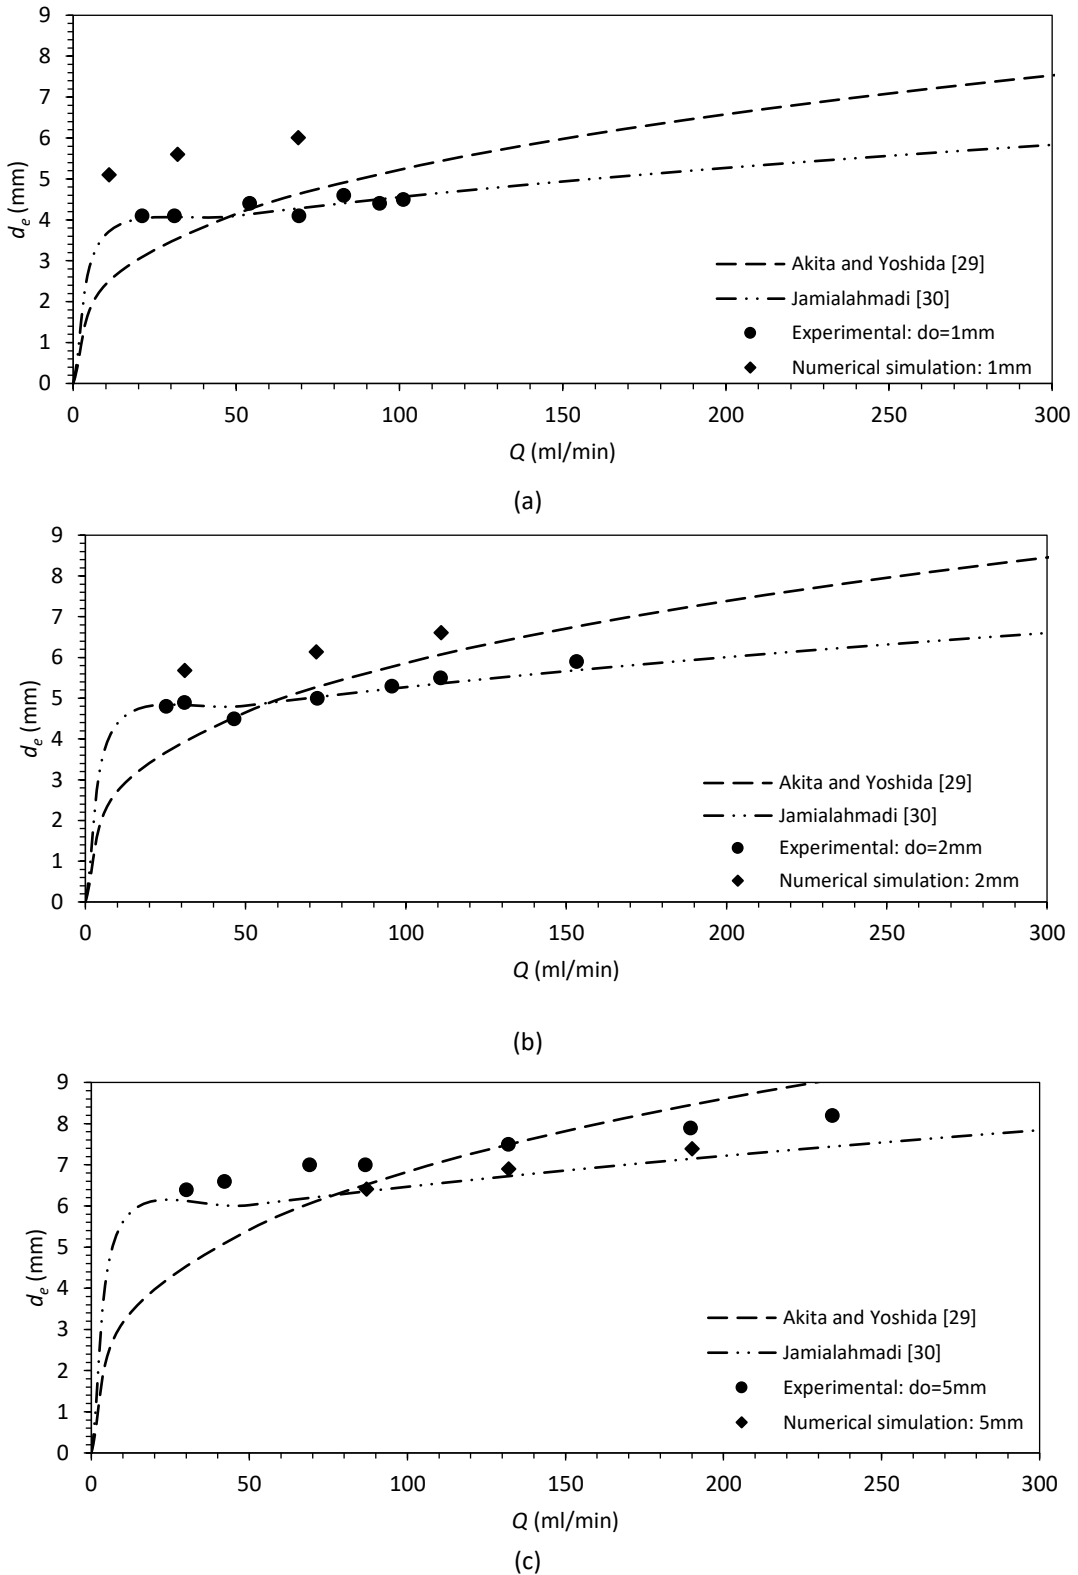 9
8
7
6
5
4
3
2
1
0
d_e (mm)
Akita and Yoshida [29]
Jamialahmadi [30]
Experimental: do=1mm
Numerical simulation: 1mm
0 50 100 150 200 250 300
Q (ml/min)
(a)
9
8
7
6
5
4
3
2
1
0
d_e (mm)
Akita and Yoshida [29]
Jamialahmadi [30]
Experimental: do=2mm
Numerical simulation: 2mm
0 50 100 150 200 250 300
Q (ml/min)
(b)
9
8
7
6
5
4
3
2
1
0
d_e (mm)
Akita and Yoshida [29]
Jamialahmadi [30]
Experimental: do=5mm
Numerical simulation: 5mm
0 50 100 150 200 250 300
Q (ml/min)
(c)